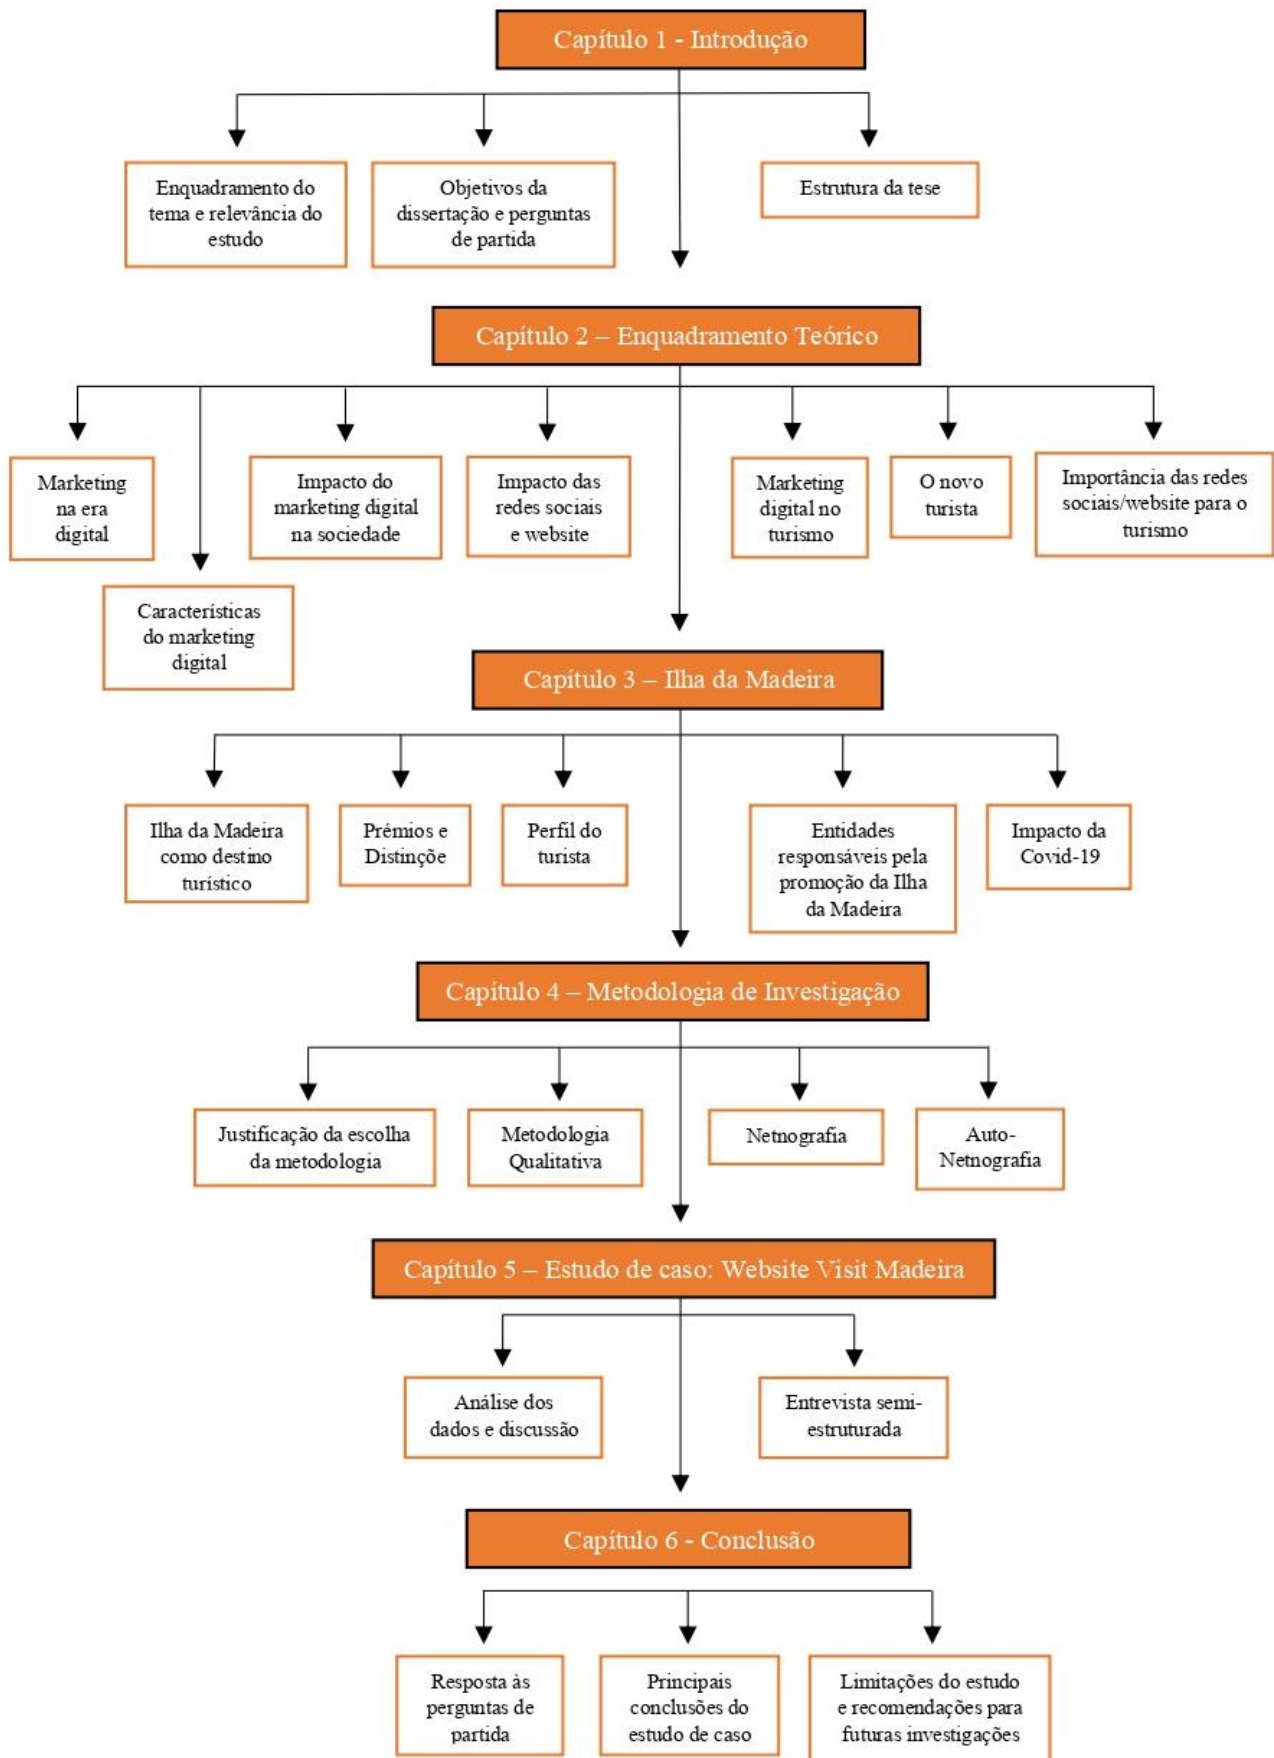 Capítulo 1 - Introdução
Enquadramento do
tema e relevância do
estudo
Objetivos da
dissertação e perguntas
de partida
Estrutura da tese
Capítulo 2 – Enquadramento Teórico
Marketing
na era
digital
Características
do marketing
digital
Impacto do
marketing digital
na sociedade
Impacto das
redes sociais
e website
Marketing
digital no
turismo
O novo
turista
Importância das redes
sociais/website para o
turismo
Capítulo 3 – Ilha da Madeira
Ilha da Madeira
como destino
turístico
Prémios e
Distinçõe
Perfil do
turista
Entidades
responsáveis pela
promoção da Ilha
da Madeira
Impacto da
Covid-19
Capítulo 4 – Metodologia de Investigação
Justificação da escolha
da metodologia
Metodologia
Qualitativa
Netnografia
Auto-
Netnografia
Capítulo 5 – Estudo de caso: Website Visit Madeira
Análise dos
dados e discussão
Entrevista semi-
estruturada
Capítulo 6 - Conclusão
Resposta às
perguntas de
partida
Principais
conclusões do
estudo de caso
Limitações do estudo
e recomendações para
futuras investigações